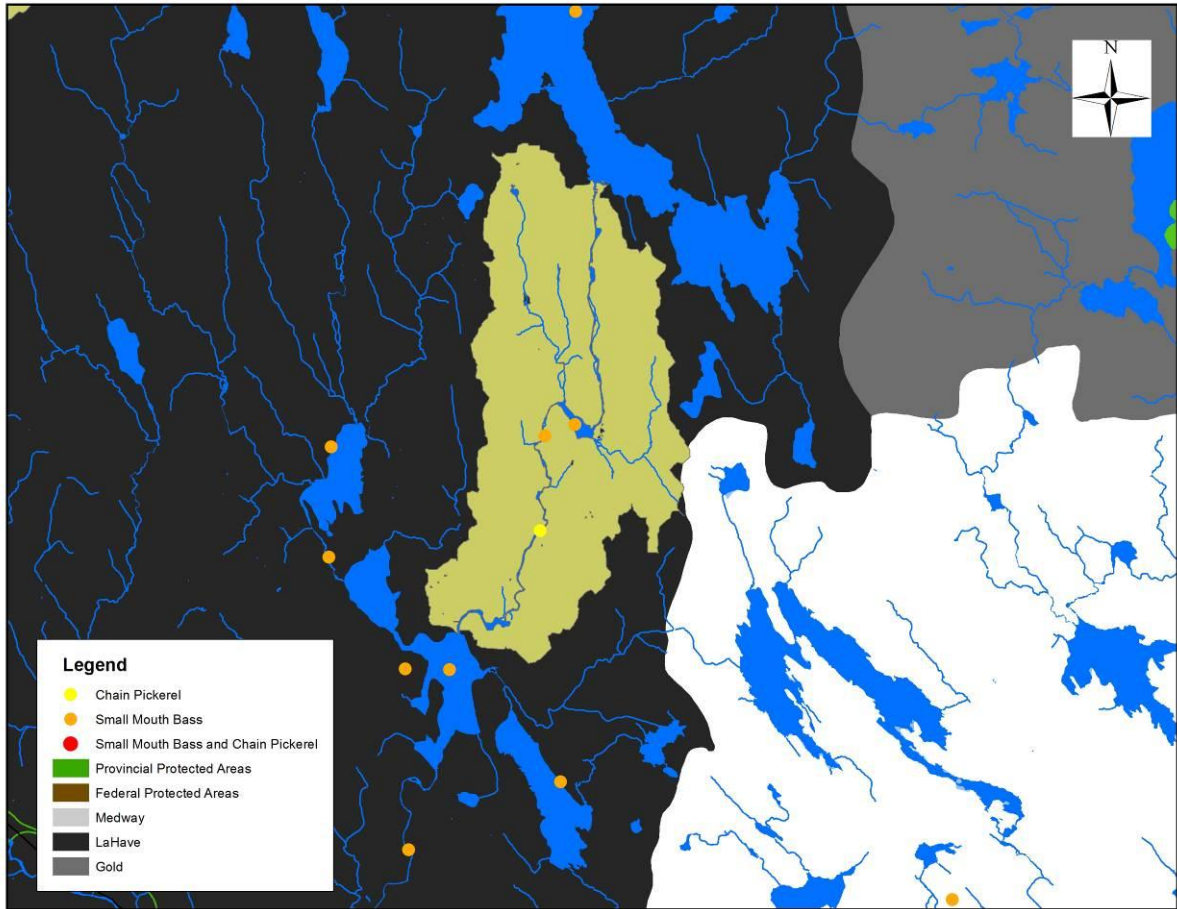 N
Legend
Chain Pickerel
Small Mouth Bass
Small Mouth Bass and Chain Pickerel
Provincial Protected Areas
Federal Protected Areas
Medway
LaHave
Gold